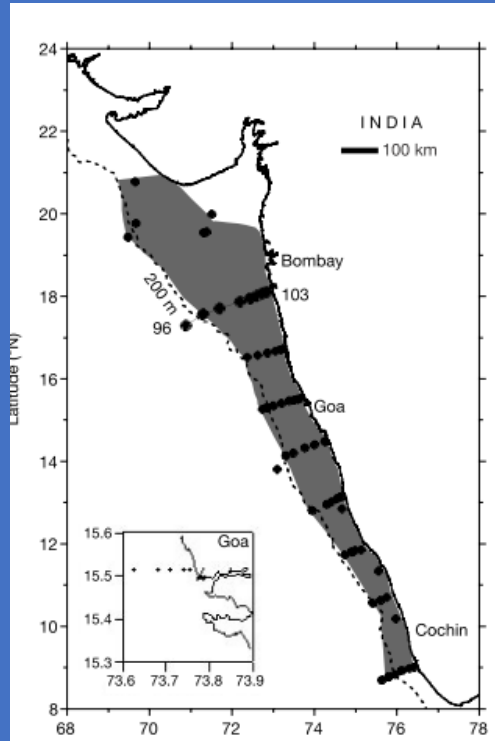 24
22
20
18
16
14
12
10
8
Latitude (°N)
INDIA
100 km
Bombay
200 m
103
96
Goa
Cochin
15.6
15.5
15.4
15.3
Goa
73.6 73.7 73.8 73.9
68 70 72 74 76 78